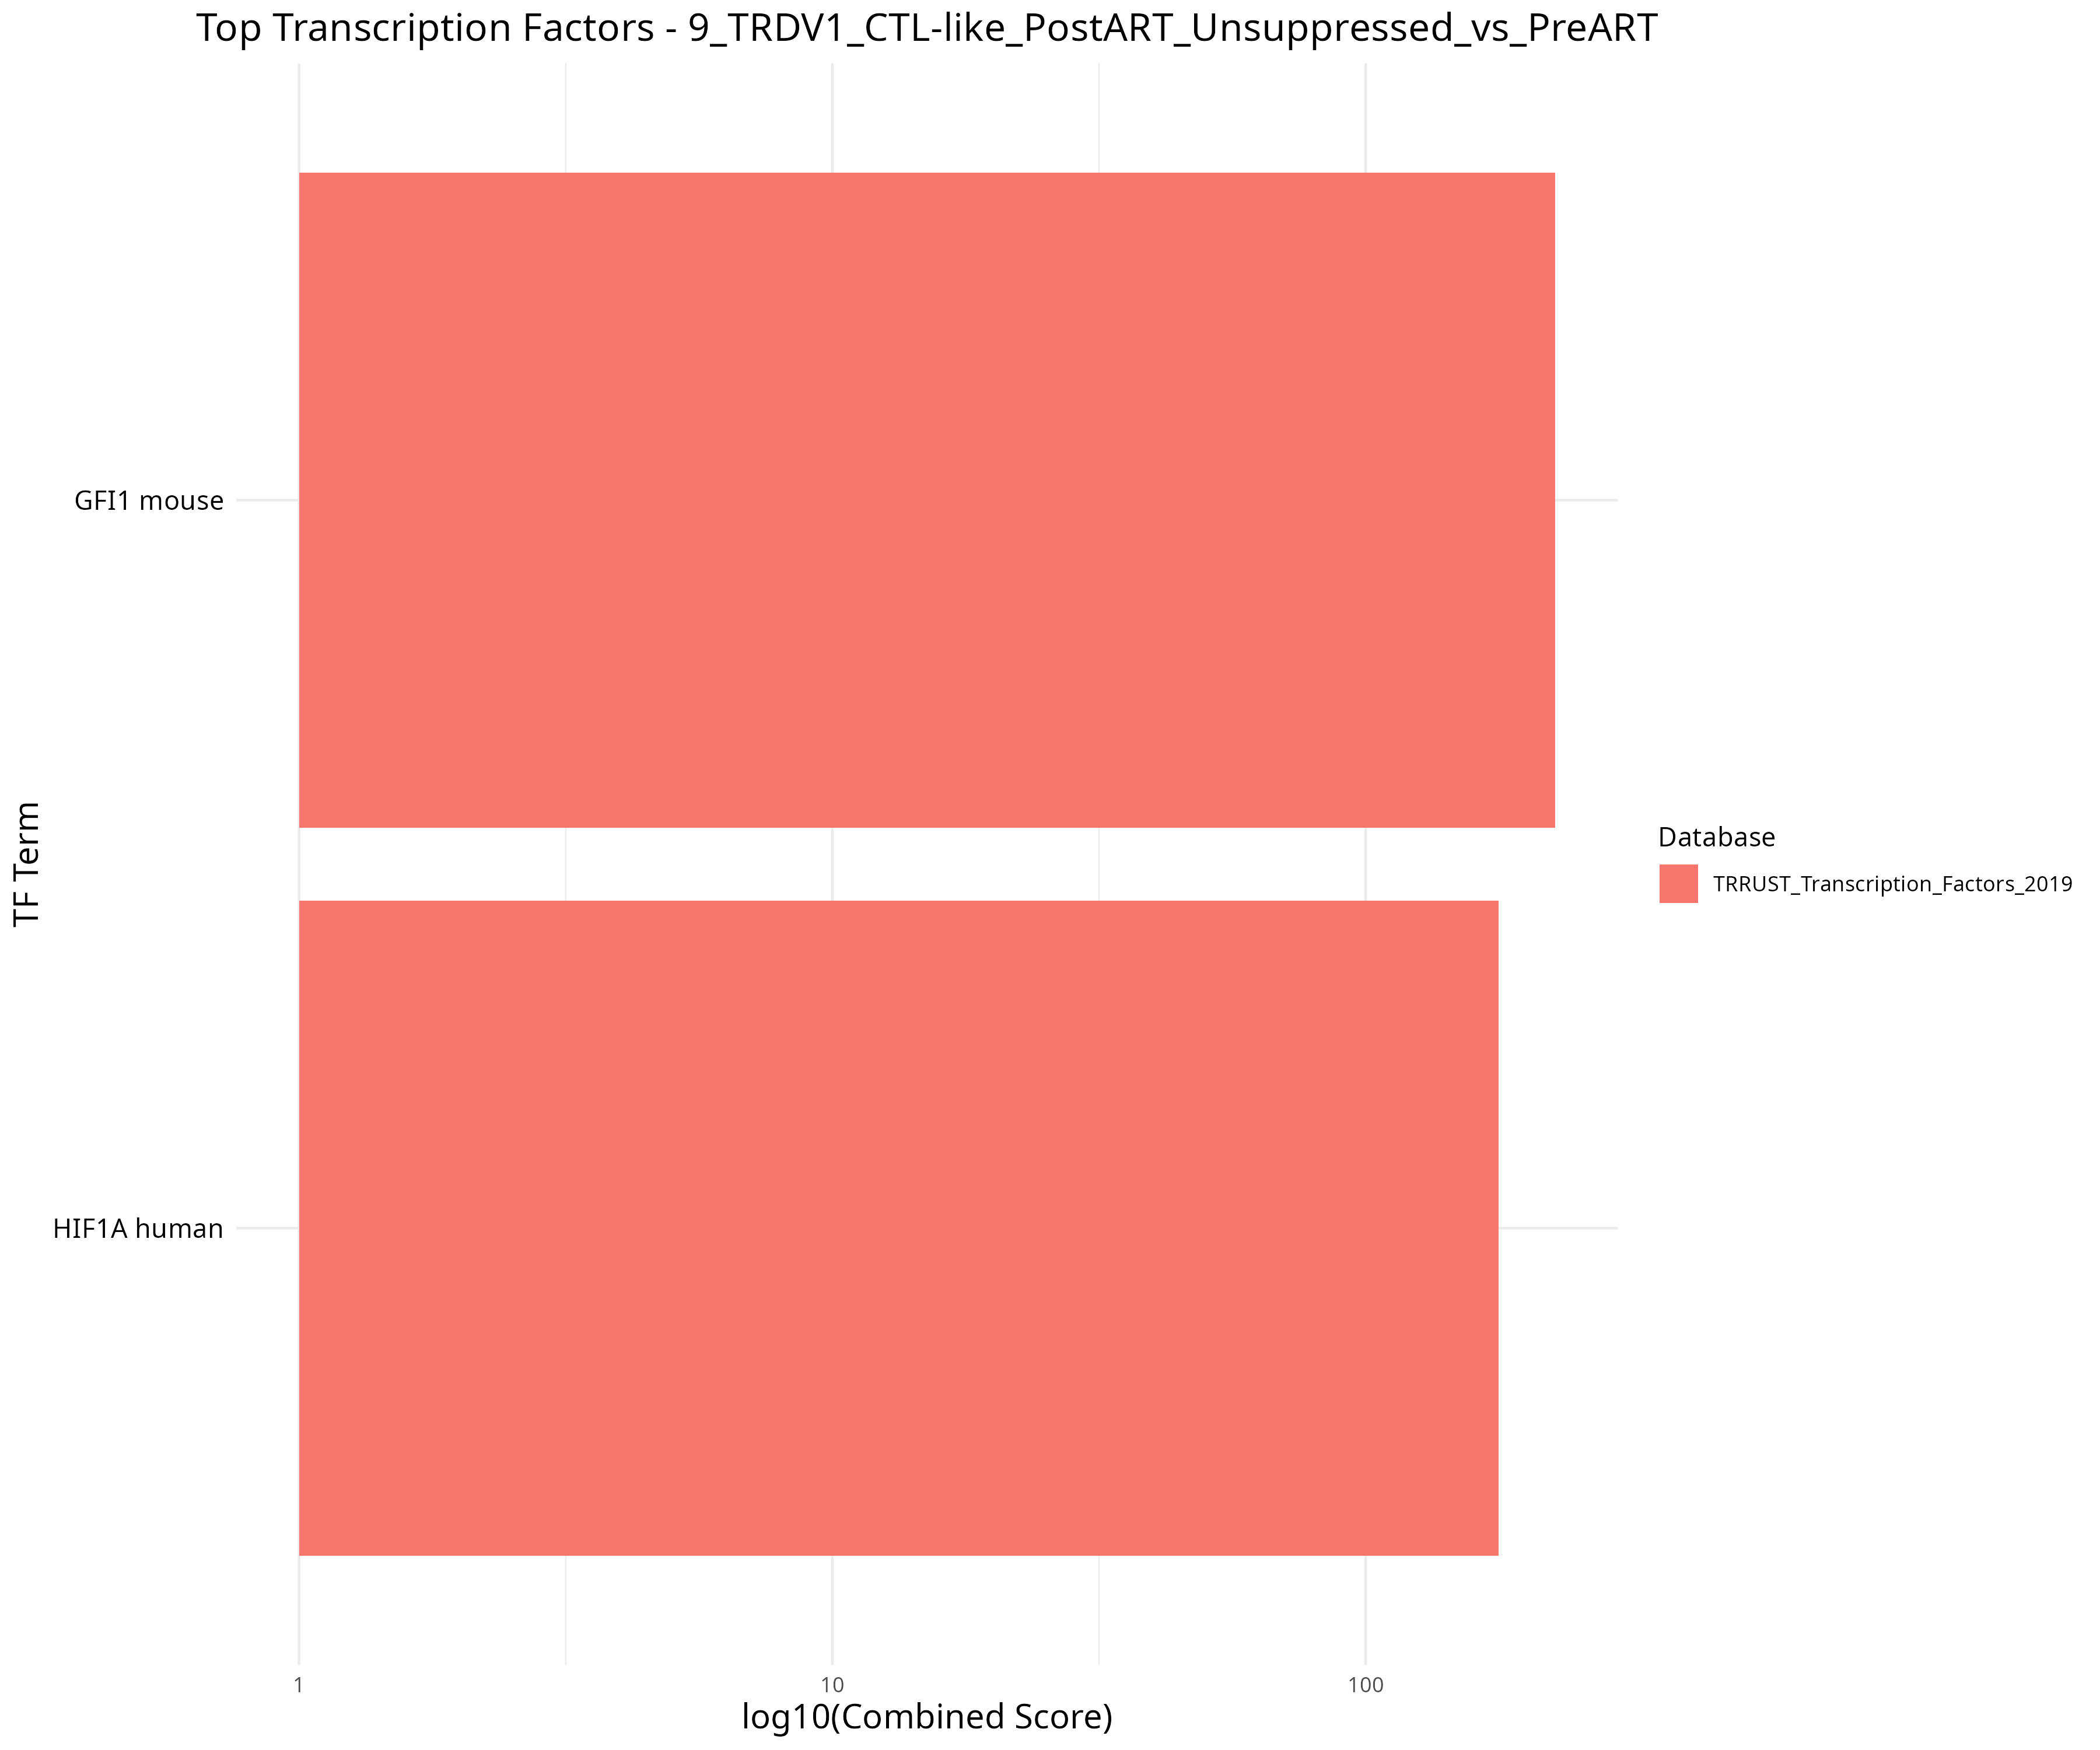 Top Transcription Factors - 9_TRDV1_CTL-like_PostART_Unsuppressed_vs_PreART
TF Term
GFI1 mouse
HIF1A human
1
10
100
log10(Combined Score)
Database
TRRUST_Transcription_Factors_2019